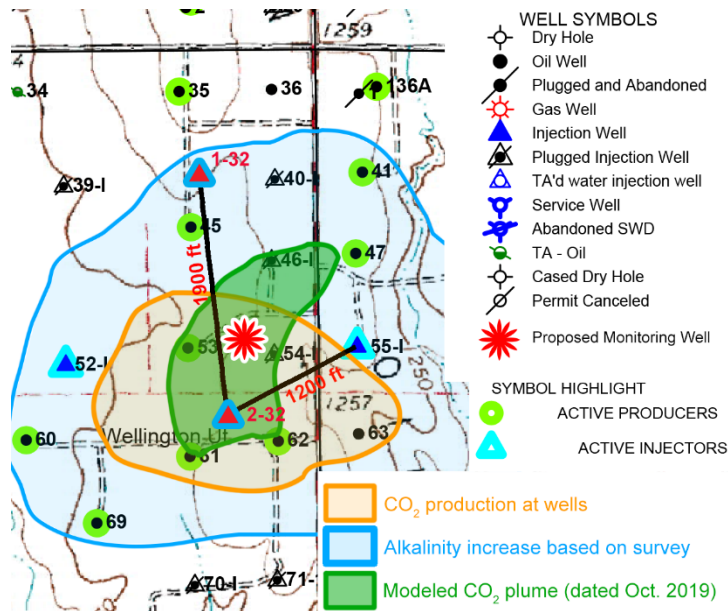 1259
34
35
36
136A
1-32
39-I
40-I
41
45
46-I
47
1900 ft
53
54-I
55-I
52-I
1200 ft
250
2-32
1257
60
Wellington Ut
62
63
51
69
70-I
71-
WELL SYMBOLS
Dry Hole
Oil Well
Plugged and Abandoned
Gas Well
Injection Well
Plugged Injection Well
TA'd water injection well
Service Well
Abandoned SWD
TA - Oil
Cased Dry Hole
Permit Canceled
Proposed Monitoring Well
SYMBOL HIGHLIGHT
ACTIVE PRODUCERS
ACTIVE INJECTORS
CO₂ production at wells
Alkalinity increase based on survey
Modeled CO₂ plume (dated Oct. 2019)